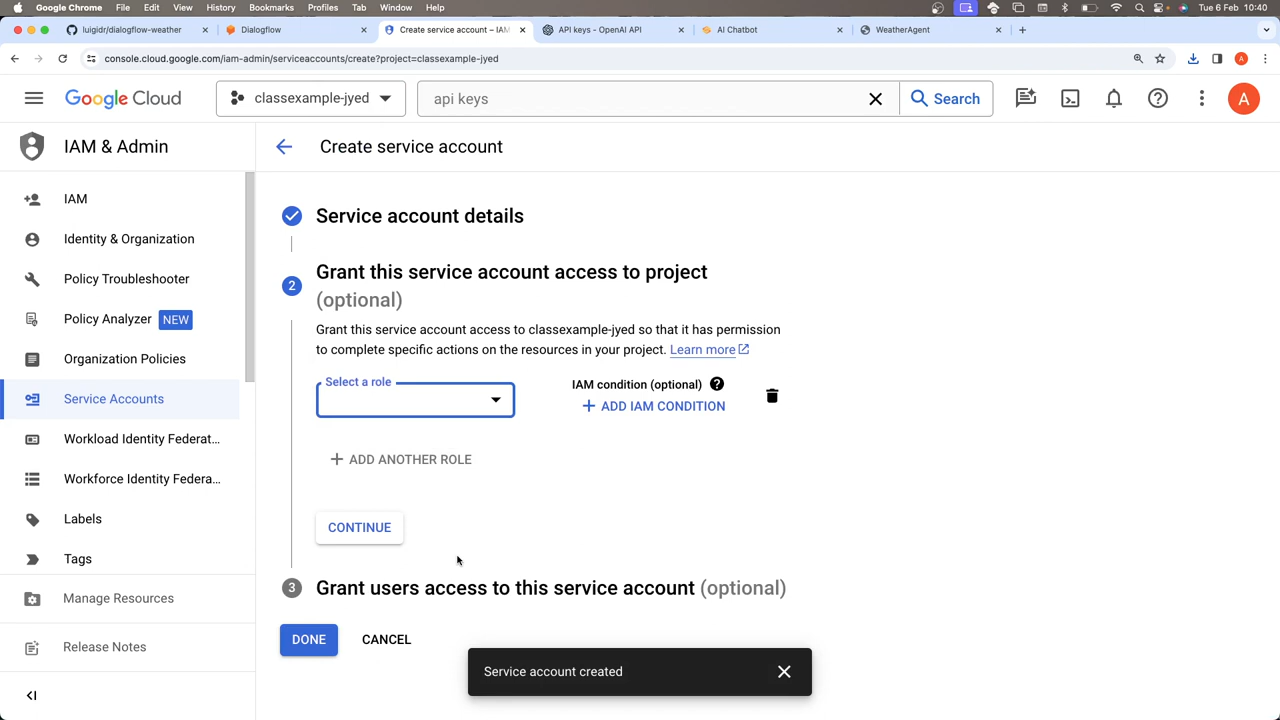 Google Chrome File Edit View History Bookmarks Profiles Tab Window Help
Tue 6 Jun 10:40
luigidr/dialogflow-weather
Dialogflow
Create service account – IAM
API keys - OpenAI API
AI Chatbot
WeatherAgent
console.cloud.google.com/iam-admin/serviceaccounts/create?project=classexample-jyed
A
Google Cloud
classexample-jyed
api keys
Search
A
IAM & Admin
Create service account
IAM
Identity & Organization
Policy Troubleshooter
Policy Analyzer NEW
Organization Policies
Service Accounts
Workload Identity Federat...
Workforce Identity Federa...
Labels
Tags
Manage Resources
Release Notes
Service account details
2
Grant this service account access to project
(optional)
Grant this service account access to classexample-jyed so that it has permission
to complete specific actions on the resources in your project. Learn more
Select a role
IAM condition (optional)
+ ADD IAM CONDITION
+ ADD ANOTHER ROLE
CONTINUE
3 Grant users access to this service account (optional)
DONE CANCEL
Service account created